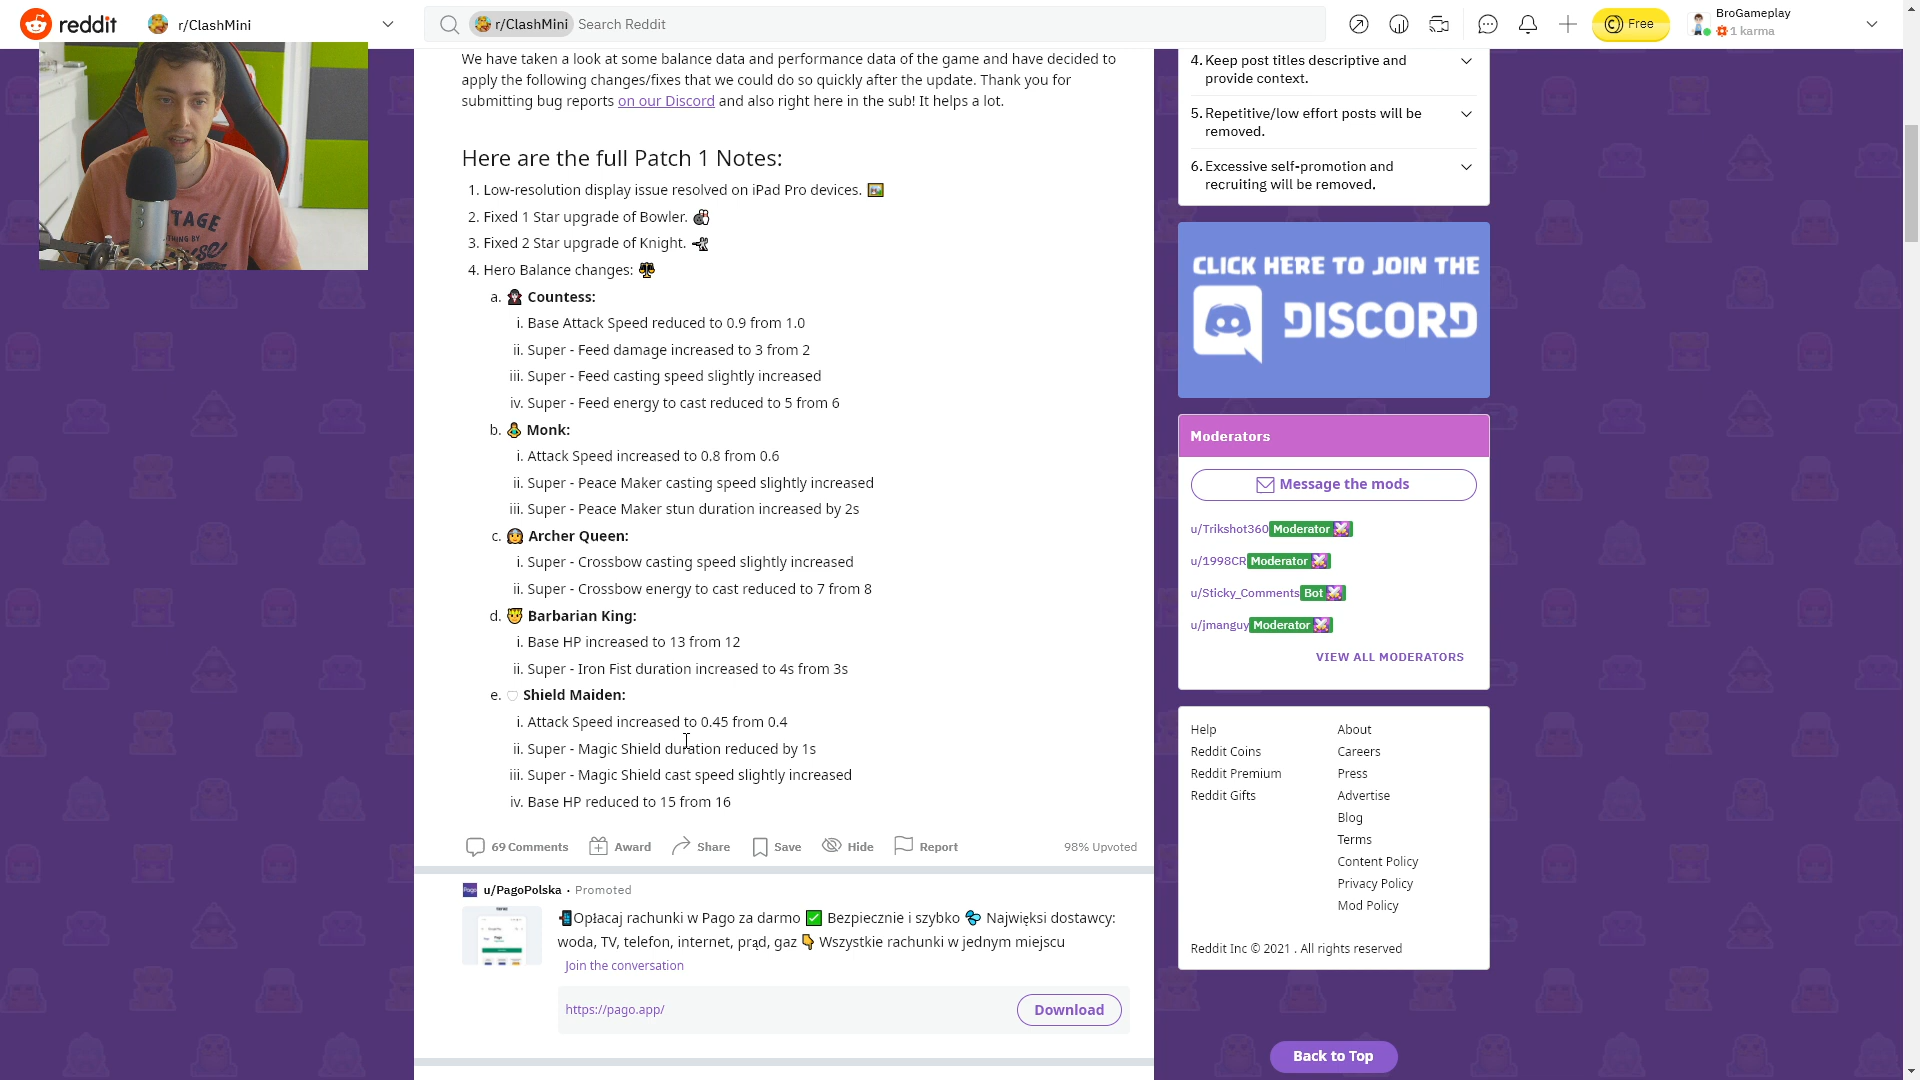 reddit
r/ClashMini
r/ClashMini
Search Reddit
Free
BroGameplay
1 karma
We have taken a look at some balance data and performance data of the game and have decided to
apply the following changes/fixes that we could do so quickly after the update. Thank you for
submitting bug reports on our Discord and also right here in the sub! It helps a lot.
Here are the full Patch 1 Notes:
1. Low-resolution display issue resolved on iPad Pro devices.
2. Fixed 1 Star upgrade of Bowler.
3. Fixed 2 Star upgrade of Knight.
4. Hero Balance changes:
a. Countess:
i. Base Attack Speed reduced to 0.9 from 1.0
ii. Super - Feed damage increased to 3 from 2
iii. Super - Feed casting speed slightly increased
iv. Super - Feed energy to cast reduced to 5 from 6
b. Monk:
i. Attack Speed increased to 0.8 from 0.6
ii. Super - Peace Maker casting speed slightly increased
iii. Super - Peace Maker stun duration increased by 2s
c. Archer Queen:
i. Super - Crossbow casting speed slightly increased
ii. Super - Crossbow energy to cast reduced to 7 from 8
d. Barbarian King:
i. Base HP increased to 13 from 12
ii. Super - Iron Fist duration increased to 4s from 3s
e. Shield Maiden:
i. Attack Speed increased to 0.45 from 0.4
ii. Super - Magic Shield duration reduced by 1s
iii. Super - Magic Shield cast speed slightly increased
iv. Base HP reduced to 15 from 16
69 Comments
Award
Share
Save
Hide
Report
98% Upvoted
u/PagoPolska · Promoted
Opłacaj rachunki w Pago za darmo ✅ Bezpiecznie i szybko Najwięksi dostawcy:
woda, TV, telefon, internet, prąd, gaz Wszystkie rachunki w jednym miejscu
Join the conversation
https://pago.app/
Download
4. Keep post titles descriptive and
provide context.
5. Repetitive/low effort posts will be
removed.
6. Excessive self-promotion and
recruiting will be removed.
CLICK HERE TO JOIN THE
DISCORD
Moderators
Message the mods
u/Trikshot360 Moderator
u/1998CR Moderator
u/Sticky_Comments Bot
u/jmanguy Moderator
VIEW ALL MODERATORS
Help
Reddit Coins
Reddit Premium
Reddit Gifts
About
Careers
Press
Advertise
Blog
Terms
Content Policy
Privacy Policy
Mod Policy
Reddit Inc © 2021 . All rights reserved
Back to Top